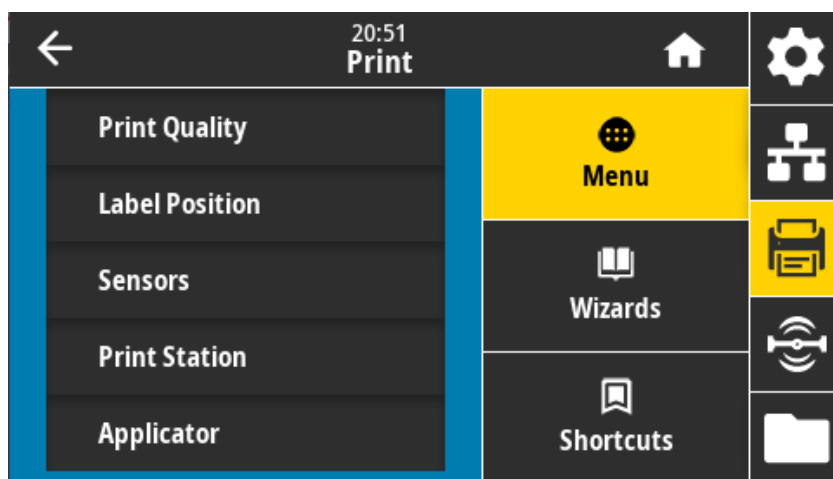 20:51
Print
Print Quality
Label Position
Sensors
Print Station
Applicator
Menu
Wizards
Shortcuts